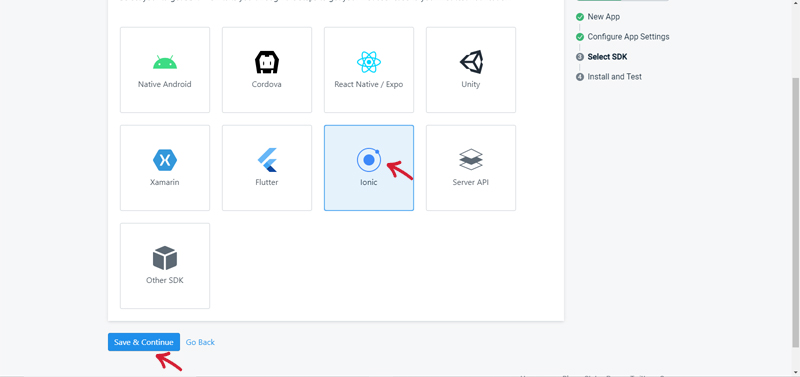 New App
Configure App Settings
3 Select SDK
4 Install and Test
Native Android
Cordova
React Native / Expo
Unity
Xamarin
Flutter
Ionic
Server API
Other SDK
Save & Continue
Go Back